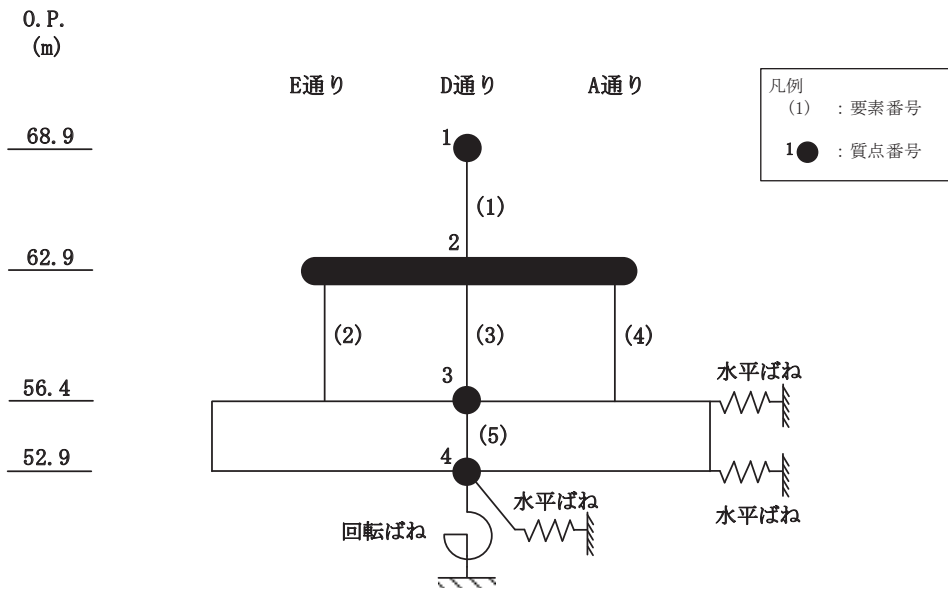 O.P.
(m)
E通り D通り A通り
凡例
(1) : 要素番号
1 : 質点番号
68.9
1
(1)
2
62.9
(2) (3) (4)
3
56.4
水平ばね
(5)
4
52.9
水平ばね
水平ばね
回転ばね